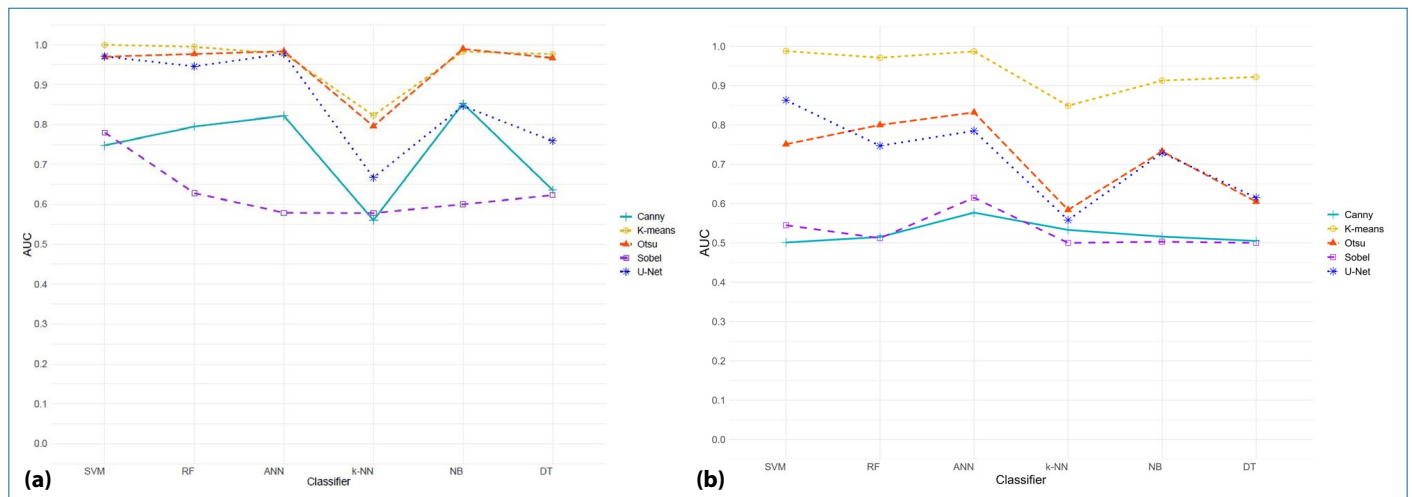 1.0
0.9
0.8
0.7
0.6
0.5
0.4
0.3
0.2
0.1
0.0
AUC
SVM RF ANN k-NN NB DT
Classifier
Canny
K-means
Otsu
Sobel
U-Net
(a)
1.0
0.9
0.8
0.7
0.6
0.5
0.4
0.3
0.2
0.1
0.0
AUC
SVM RF ANN k-NN NB DT
Classifier
Canny
K-means
Otsu
Sobel
U-Net
(b)